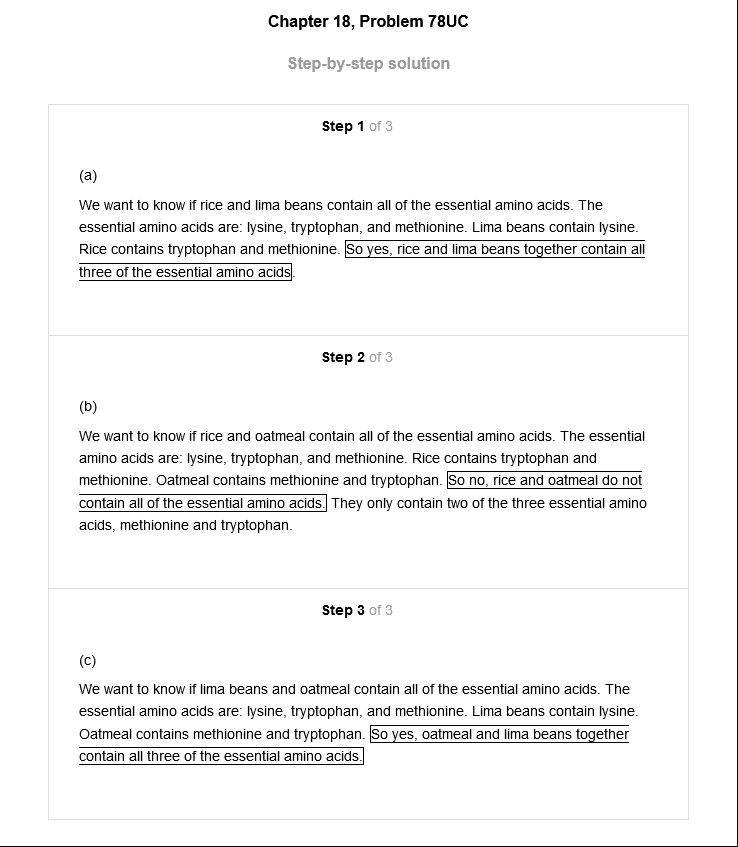 Chapter 18, Problem 78UC
Step-by-step solution
Step 1 of 3
(a)
We want to know if rice and lima beans contain all of the essential amino acids. The
essential amino acids are: lysine, tryptophan, and methionine. Lima beans contain lysine.
Rice contains tryptophan and methionine. So yes, rice and lima beans together contain all
three of the essential amino acids.
Step 2 of 3
(b)
We want to know if rice and oatmeal contain all of the essential amino acids. The essential
amino acids are: lysine, tryptophan, and methionine. Rice contains tryptophan and
methionine. Oatmeal contains methionine and tryptophan. So no, rice and oatmeal do not
contain all of the essential amino acids. They only contain two of the three essential amino
acids, methionine and tryptophan.
Step 3 of 3
(c)
We want to know if lima beans and oatmeal contain all of the essential amino acids. The
essential amino acids are: lysine, tryptophan, and methionine. Lima beans contain lysine.
Oatmeal contains methionine and tryptophan. So yes, oatmeal and lima beans together
contain all three of the essential amino acids.